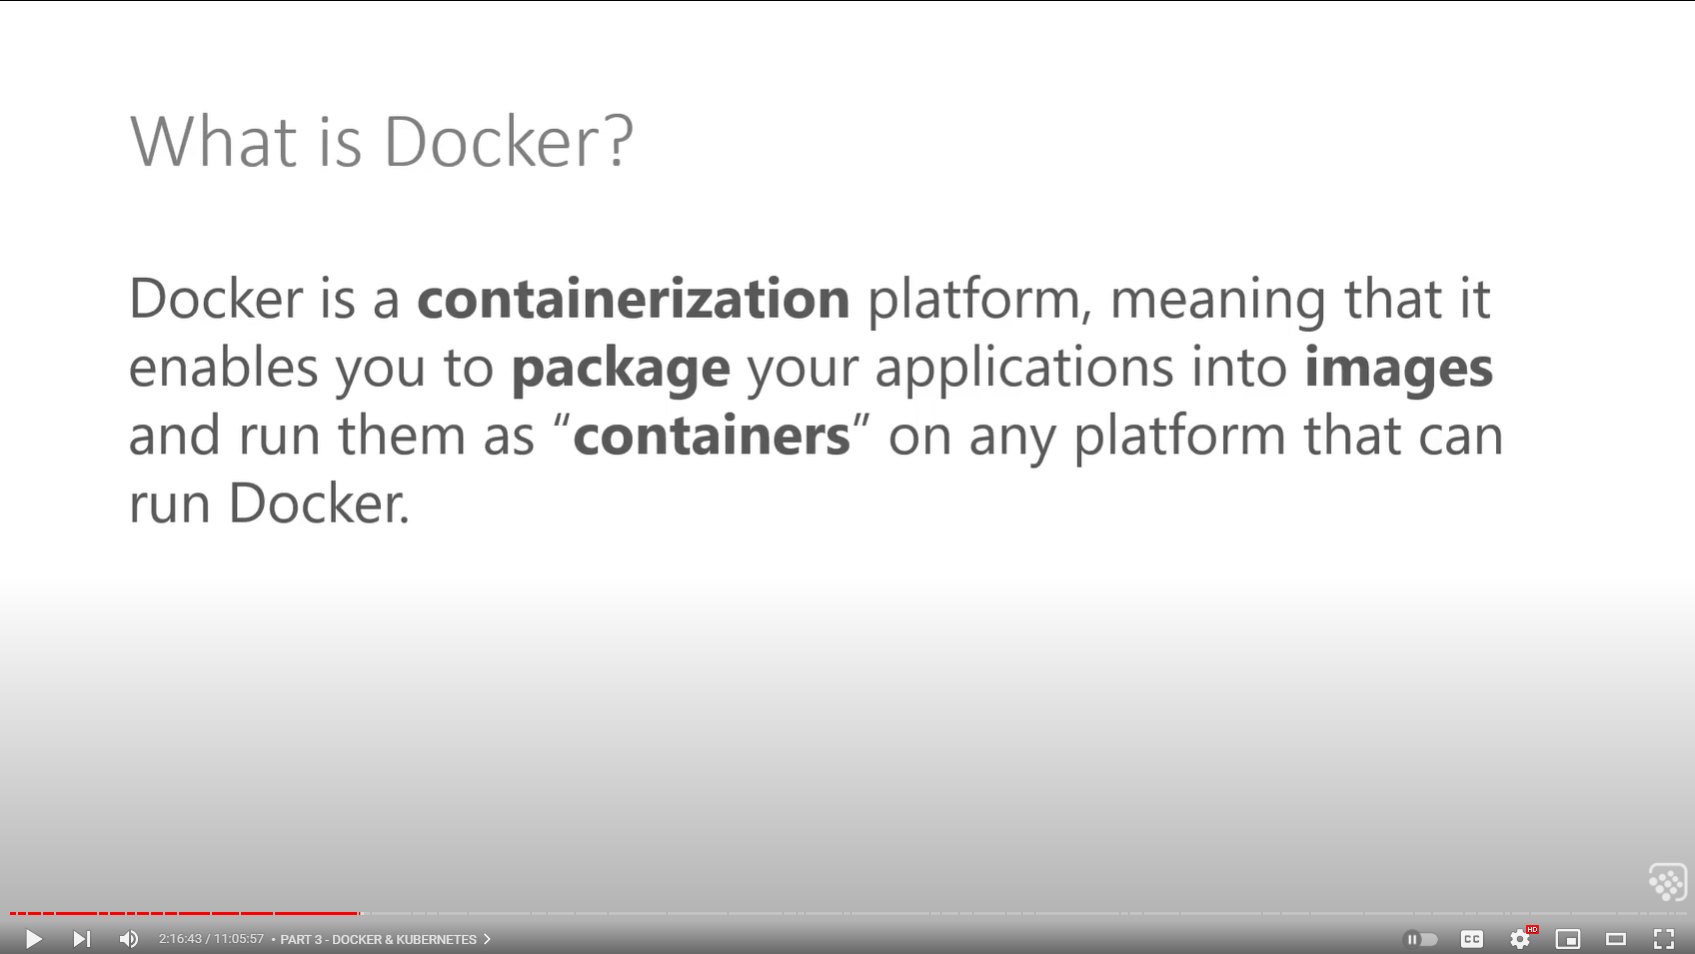 What is Docker?
Docker is a containerization platform, meaning that it
enables you to package your applications into images
and run them as “containers” on any platform that can
run Docker.
2:16:43 / 11:05:57 • PART 3 - DOCKER & KUBERNETES
CC
HD